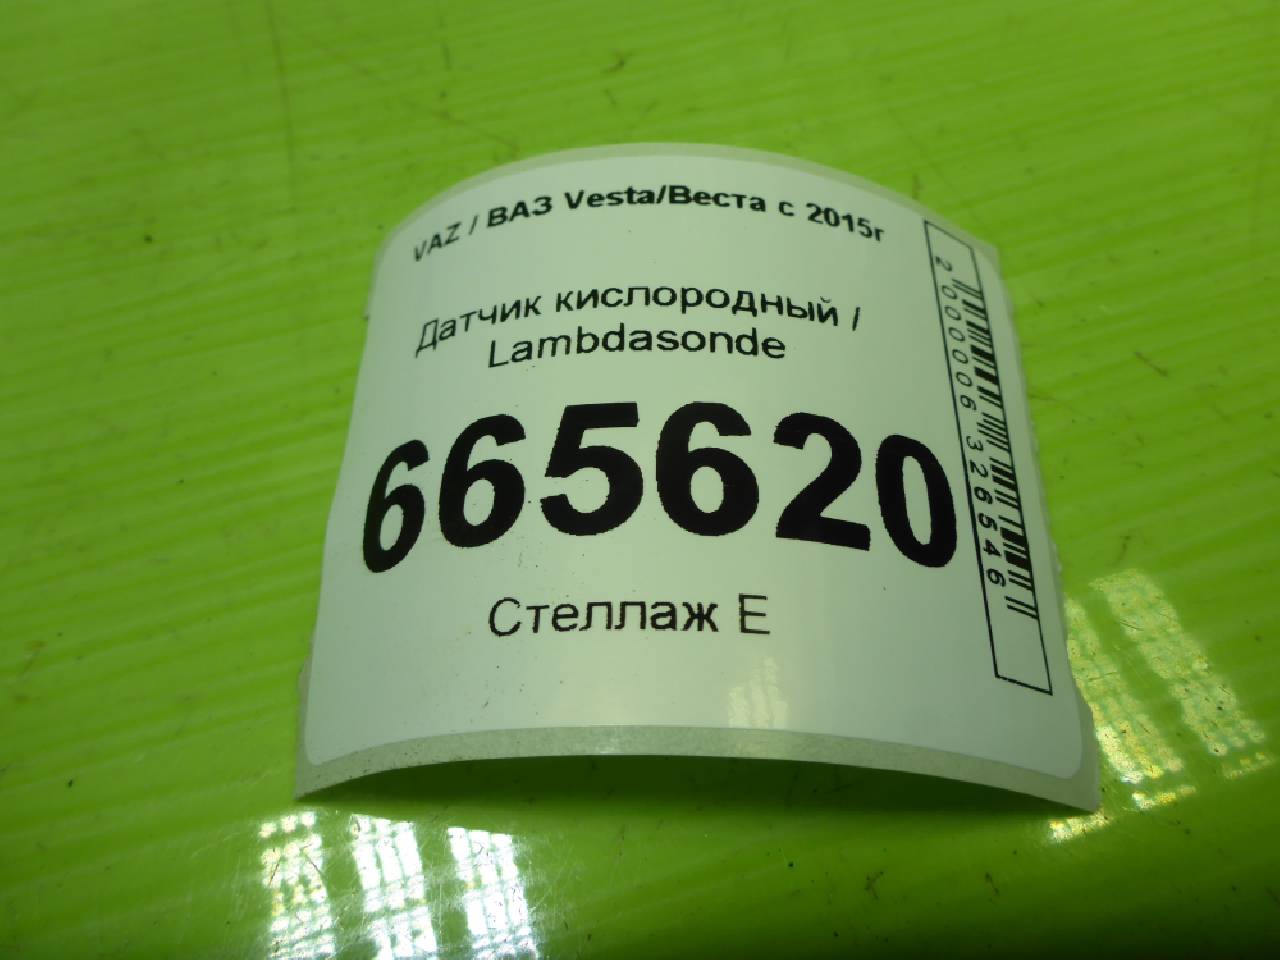 VAZ / ВАЗ Vesta/Веста с 2015г
Датчик кислородный /
Lambdasonde
665620
Стеллаж Е
2000006326546